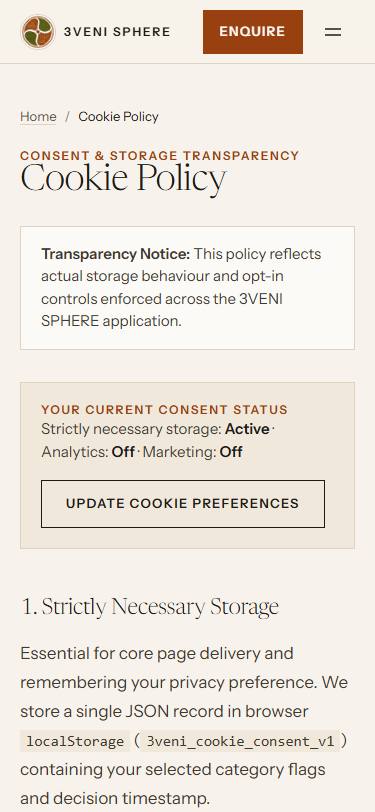 3VENI SPHERE
ENQUIRE
Home / Cookie Policy
CONSENT & STORAGE TRANSPARENCY
Cookie Policy
Transparency Notice: This policy reflects
actual storage behaviour and opt-in
controls enforced across the 3VENI
SPHERE application.
YOUR CURRENT CONSENT STATUS
Strictly necessary storage: Active ·
Analytics: Off · Marketing: Off
UPDATE COOKIE PREFERENCES
1. Strictly Necessary Storage
Essential for core page delivery and
remembering your privacy preference. We
store a single JSON record in browser
localStorage ( 3veni_cookie_consent_v1 )
containing your selected category flags
and decision timestamp.